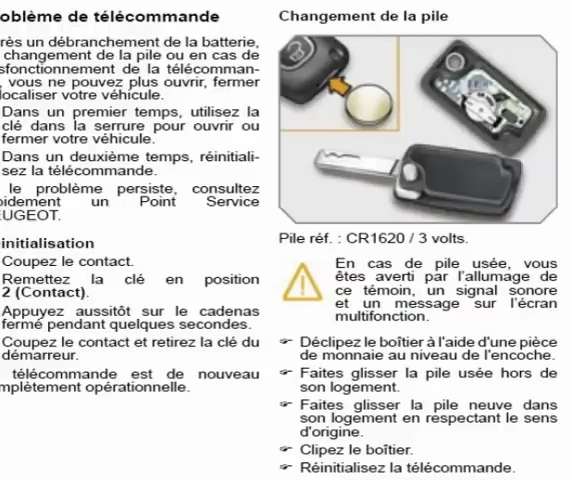 oblème de télécommande
rès un débranchement de la batterie,
changement de la pile ou en cas de
sfonctionnement de la télécomman-
, vous ne pouvez plus ouvrir, fermer
localiser votre véhicule.
Dans un premier temps, utilisez la
clé dans la serrure pour ouvrir ou
fermer votre véhicule.
Dans un deuxième temps, réinitiali-
sez la télécommande.
le problème persiste, consultez
oidement un Point Service
EUGEOT.
initialisation
Coupez le contact.
Remettez la clé en position
2 (Contact).
Appuyez aussitôt sur le cadenas
fermé pendant quelques secondes.
Coupez le contact et retirez la clé du
démarreur.
télécommande est de nouveau
mplètement opérationnelle.
Changement de la pile
Pile réf. : CR1620 / 3 volts.
En cas de pile usée, vous
êtes averti par l'allumage de
ce témoin, un signal sonore
et un message sur l'écran
multifonction.
☞ Déclipez le boîtier à l'aide d'une pièce
de monnaie au niveau de l'encoche.
☞ Faites glisser la pile usée hors de
son logement.
☞ Faites glisser la pile neuve dans
son logement en respectant le sens
d'origine.
☞ Clipez le boîtier.
☞ Réinitialisez la télécommande.